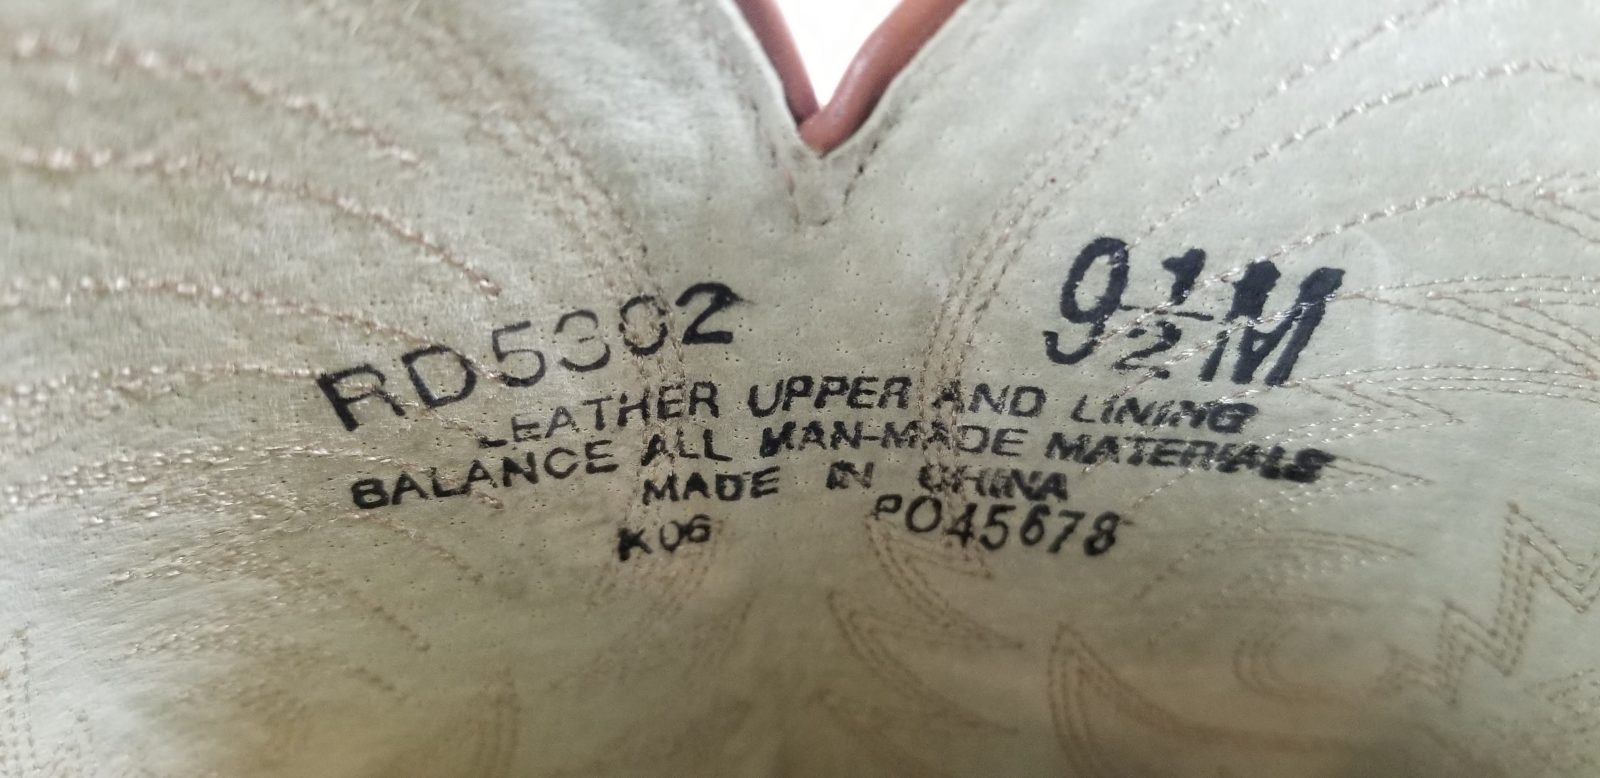 RD5302
9½M
LEATHER UPPER AND LINING
BALANCE ALL MAN-MADE MATERIALS
MADE IN CHINA
K06 PO45678